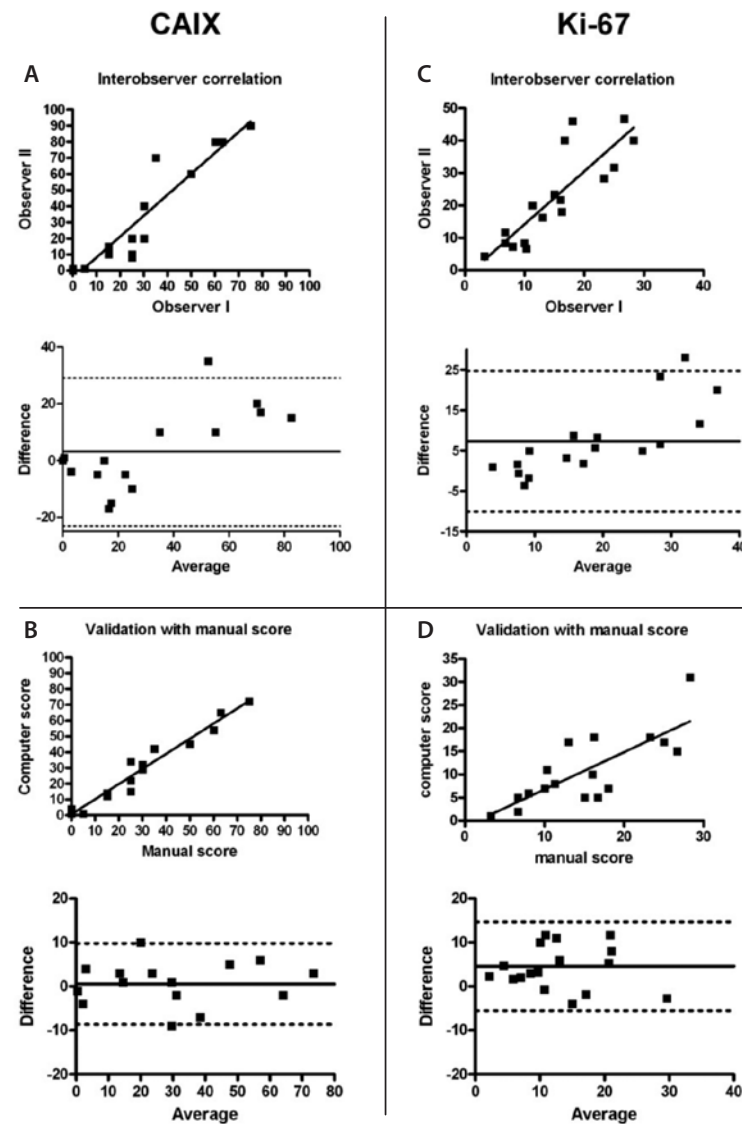 CAIX
Ki-67
A
Interobserver correlation
100
90
80
70
60
50
40
30
20
10
0
Observer II
0 10 20 30 40 50 60 70 80 90 100
Observer I
40
20
0
-20
Difference
0 20 40 60 80 100
Average
C
Interobserver correlation
50
40
30
20
10
0
Observer II
0 10 20 30 40
Observer I
25
15
5
-5
-15
Difference
0 10 20 30 40
Average
B
Validation with manual score
100
90
80
70
60
50
40
30
20
10
0
Computer score
0 10 20 30 40 50 60 70 80 90 100
Manual score
20
10
0
-10
-20
Difference
0 10 20 30 40 50 60 70 80
Average
D
Validation with manual score
35
30
25
20
15
10
5
0
computer score
0 10 20 30
manual score
20
10
0
-10
-20
Difference
0 10 20 30 40
Average